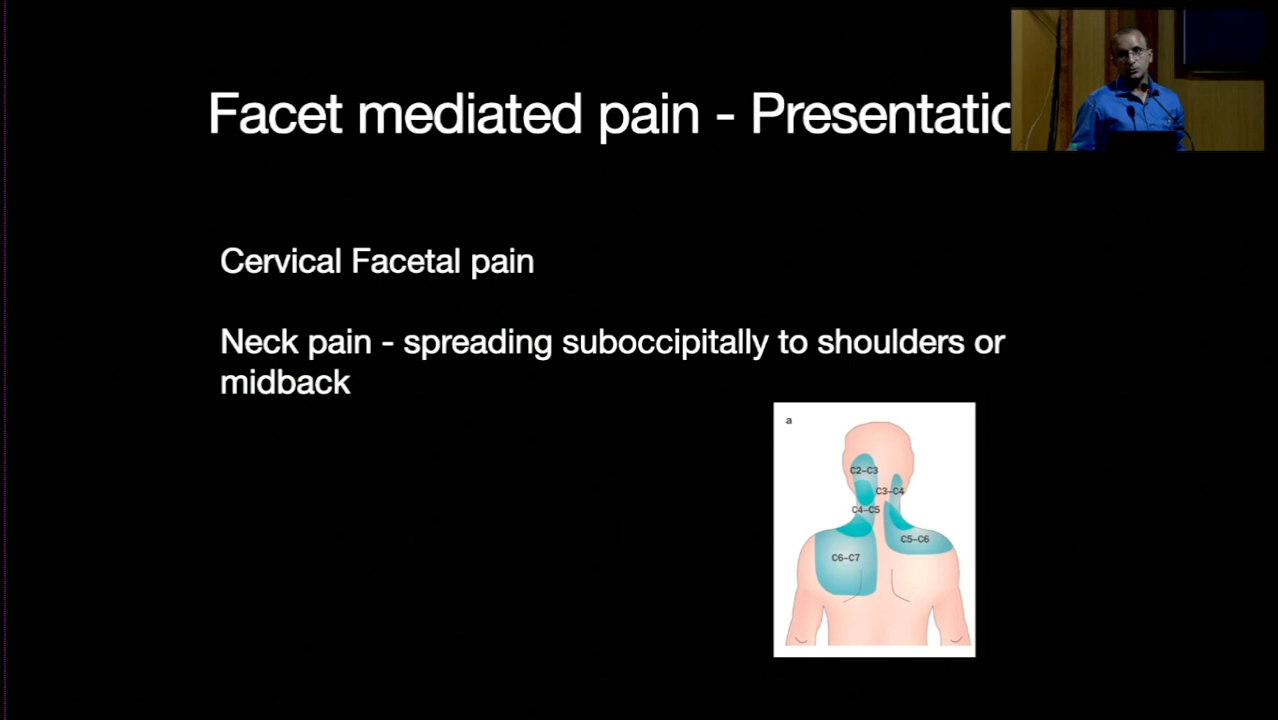 Facet mediated pain - Presentatio
Cervical Facetal pain
Neck pain - spreading suboccipitally to shoulders or
midback
a
C2-C3
C3-C4
C4-C5
C5-C6
C6-C7